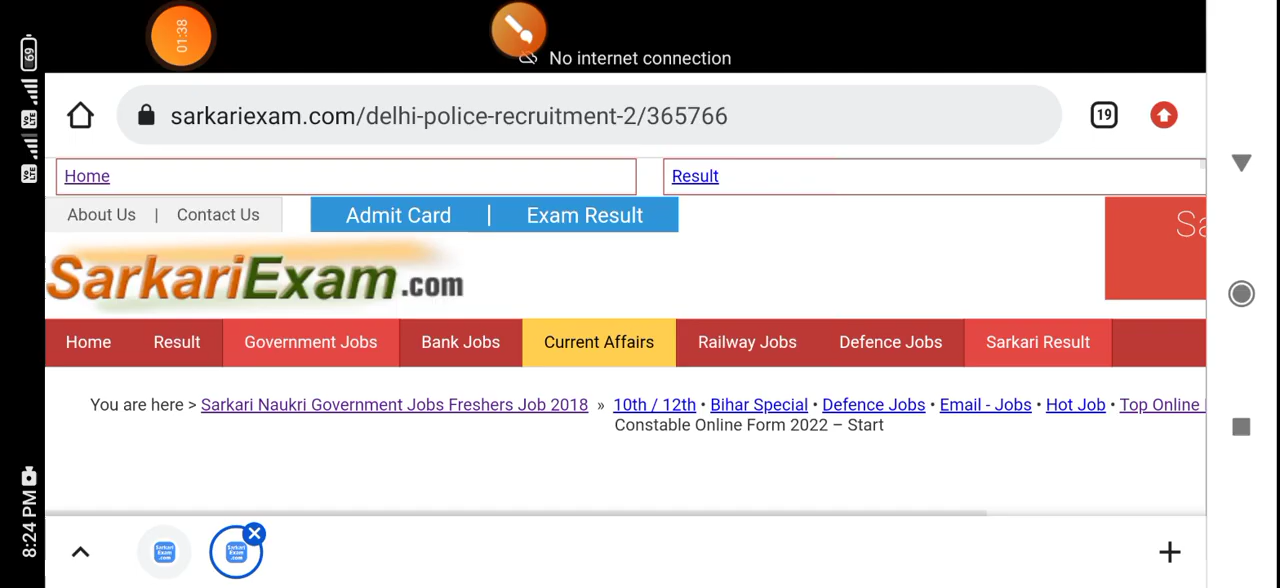 01:38
No internet connection
69
sarkariexam.com/delhi-police-recruitment-2/365766
19
Home
Result
About Us | Contact Us
Admit Card | Exam Result
Sa
SarkariExam.com
Home
Result
Government Jobs
Bank Jobs
Current Affairs
Railway Jobs
Defence Jobs
Sarkari Result
You are here > Sarkari Naukri Government Jobs Freshers Job 2018 » 10th / 12th • Bihar Special • Defence Jobs • Email - Jobs • Hot Job • Top Online
Constable Online Form 2022 – Start
8:24 PM